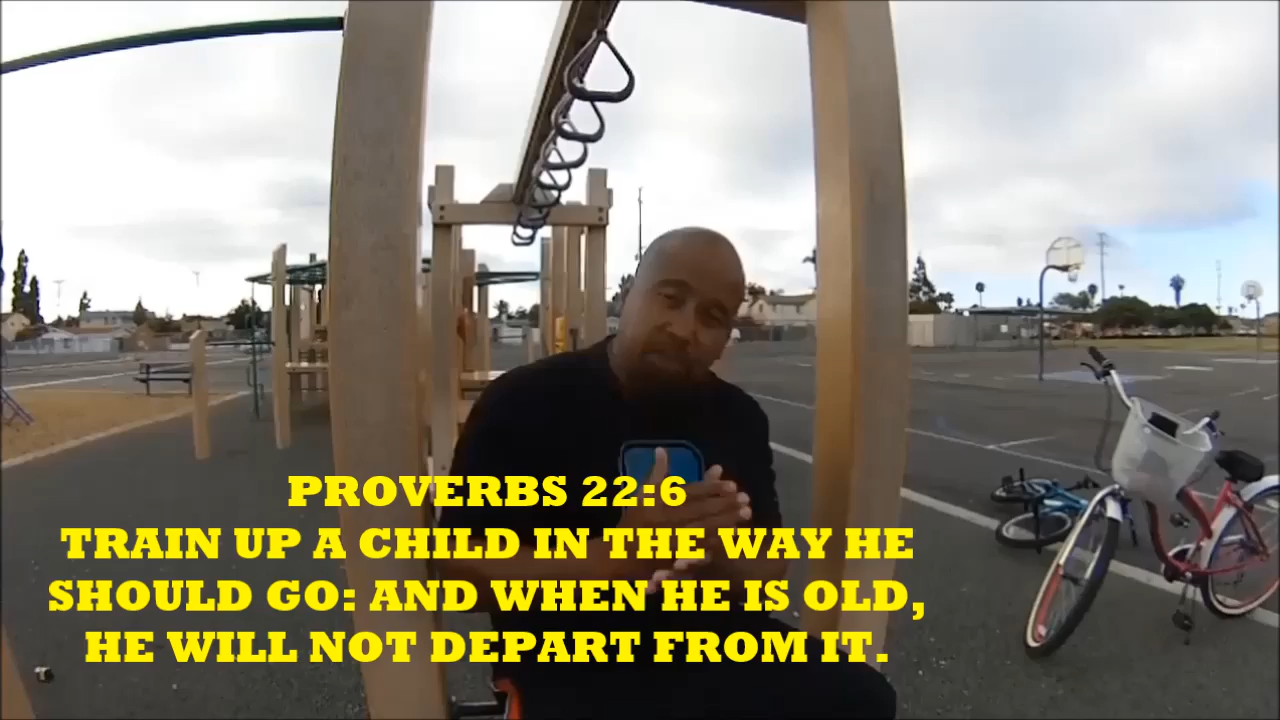 PROVERBS 22:6
TRAIN UP A CHILD IN THE WAY HE
SHOULD GO: AND WHEN HE IS OLD,
HE WILL NOT DEPART FROM IT.